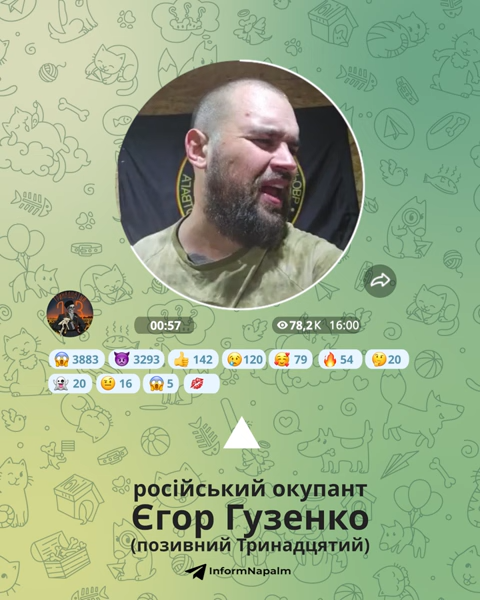 00:57
78,2K 16:00
3883 3293 142 120 79 54 20
20 16 5
російський окупант
Єгор Гузенко
(позивний Тринадцятий)
InformNapalm